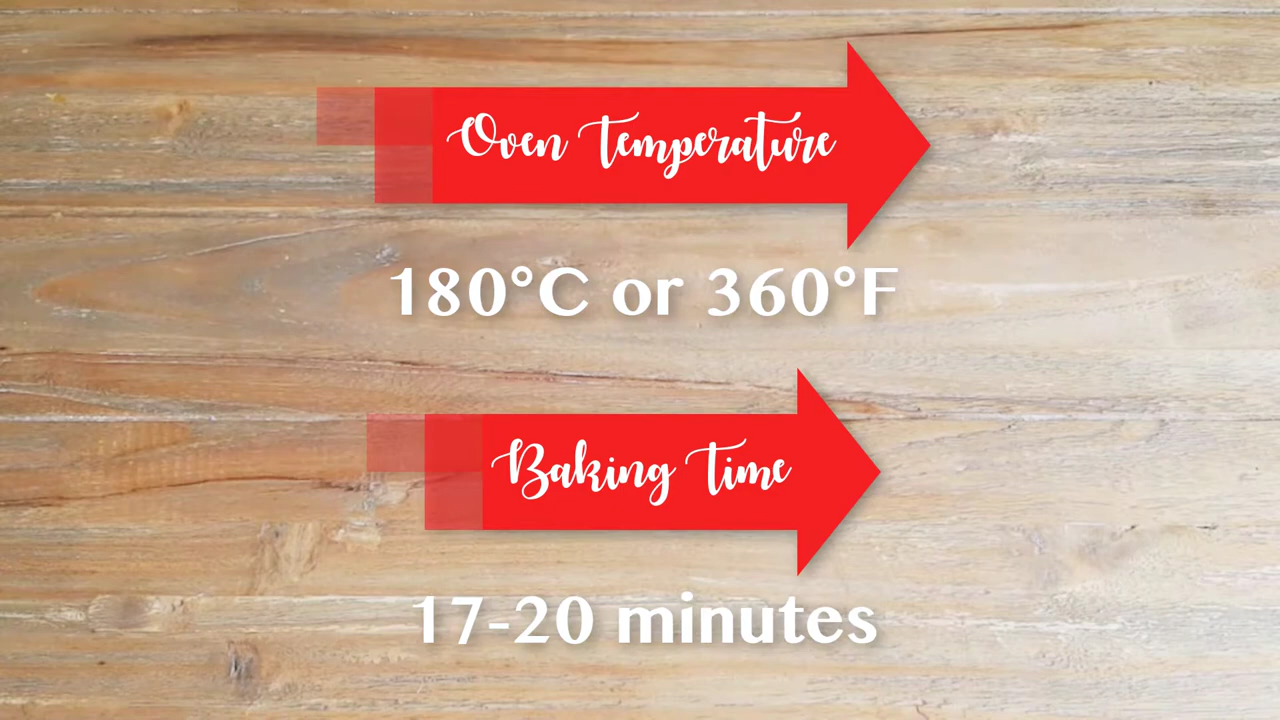 Oven Temperature
180°C or 360°F
Baking Time
17-20 minutes